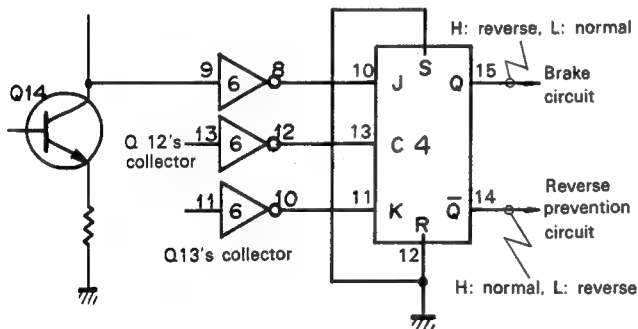 H: reverse, L: normal
Q14
9
6
8
10
J
S
Q
15
Brake
circuit
Q 12's
collector
13
6
12
13
C
4
11
6
10
11
K
R
Q̅
14
Reverse
prevention
circuit
Q13's collector
12
H: normal, L: reverse